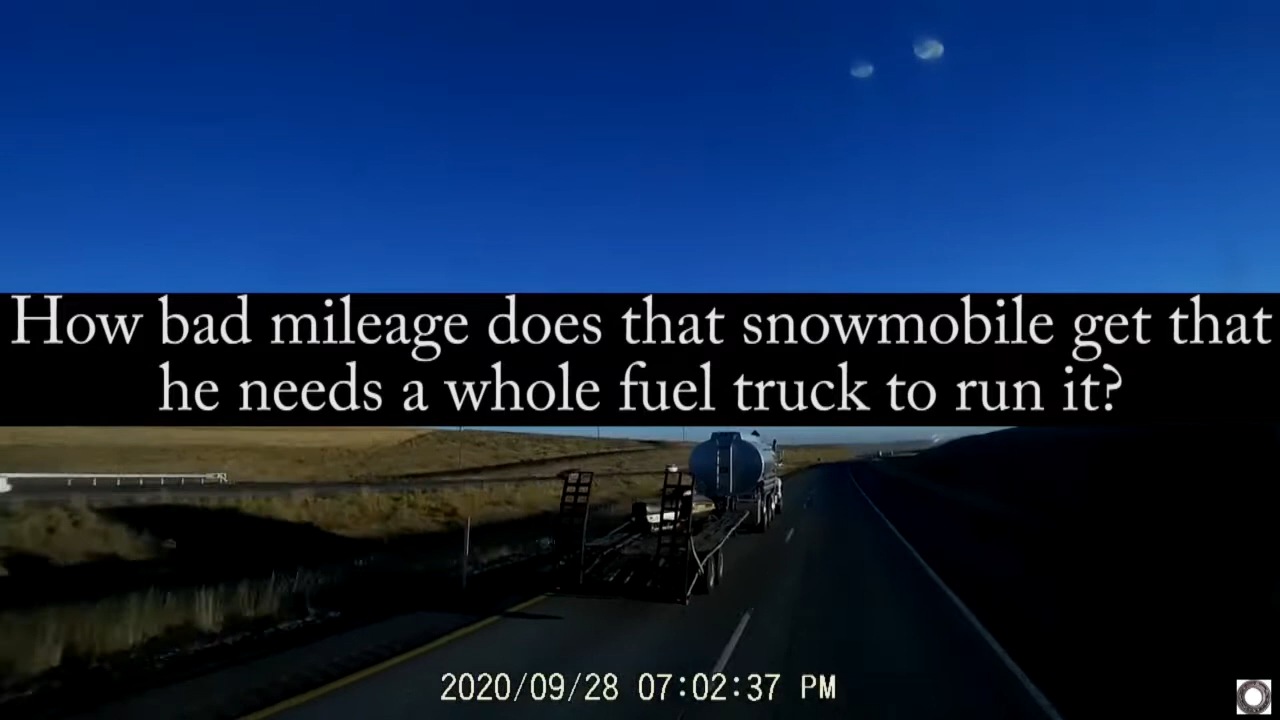 How bad mileage does that snowmobile get that
he needs a whole fuel truck to run it?
2020/09/28 07:02:37 PM